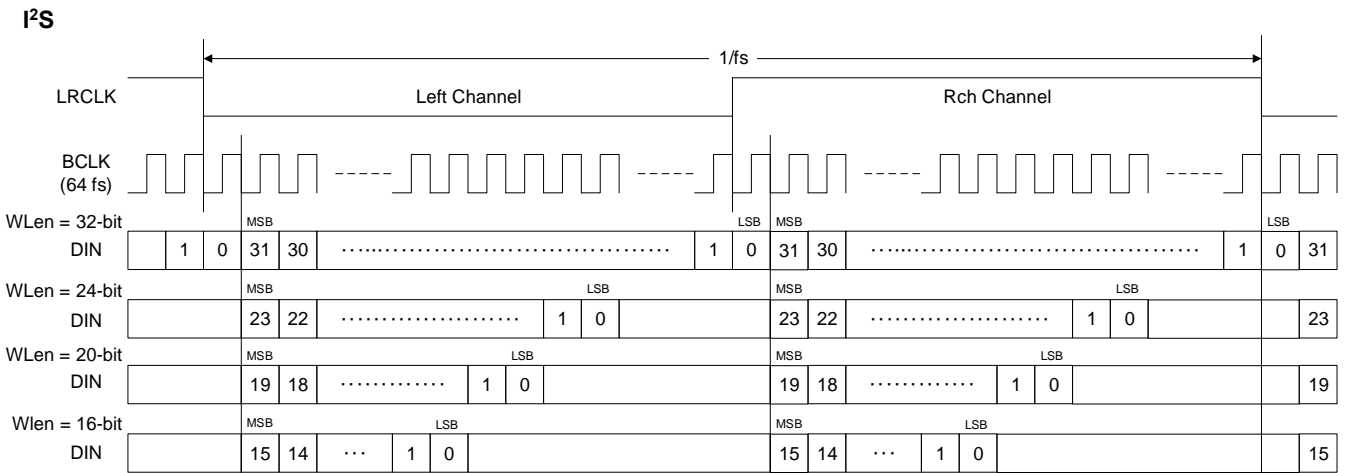 I²S
1/fs
LRCLK Left Channel Rch Channel
BCLK
(64 fs)
WLen = 32-bit MSB LSB MSB LSB
DIN 1 0 31 30 ................ 1 0 31 30 ................ 1 0 31
WLen = 24-bit MSB LSB MSB LSB
DIN 23 22 ................ 1 0 23 22 ................ 1 0 23
WLen = 20-bit MSB LSB MSB LSB
DIN 19 18 ............. 1 0 19 18 ............. 1 0 19
Wlen = 16-bit MSB LSB MSB LSB
DIN 15 14 ... 1 0 15 14 ... 1 0 15